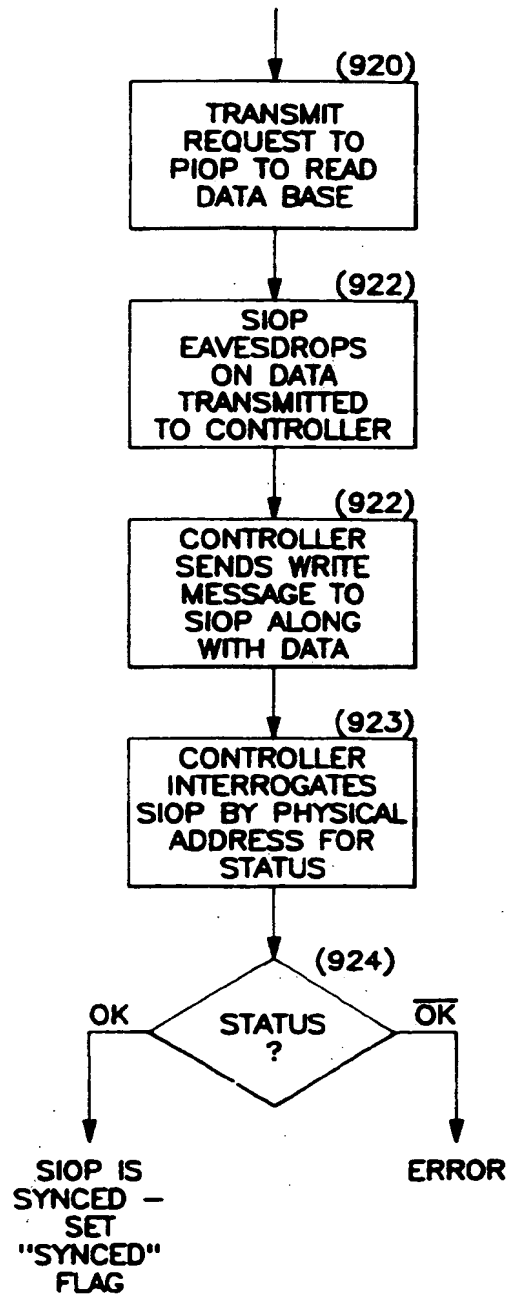 (920)
TRANSMIT
REQUEST TO
PIOP TO READ
DATA BASE
(922)
SIOP
EAVESDROPS
ON DATA
TRANSMITTED
TO CONTROLLER
(922)
CONTROLLER
SENDS WRITE
MESSAGE TO
SIOP ALONG
WITH DATA
(923)
CONTROLLER
INTERROGATES
SIOP BY PHYSICAL
ADDRESS FOR
STATUS
(924)
STATUS
?
OK
O̅K̅
SIOP IS
SYNCED –
SET
"SYNCED"
FLAG
ERROR